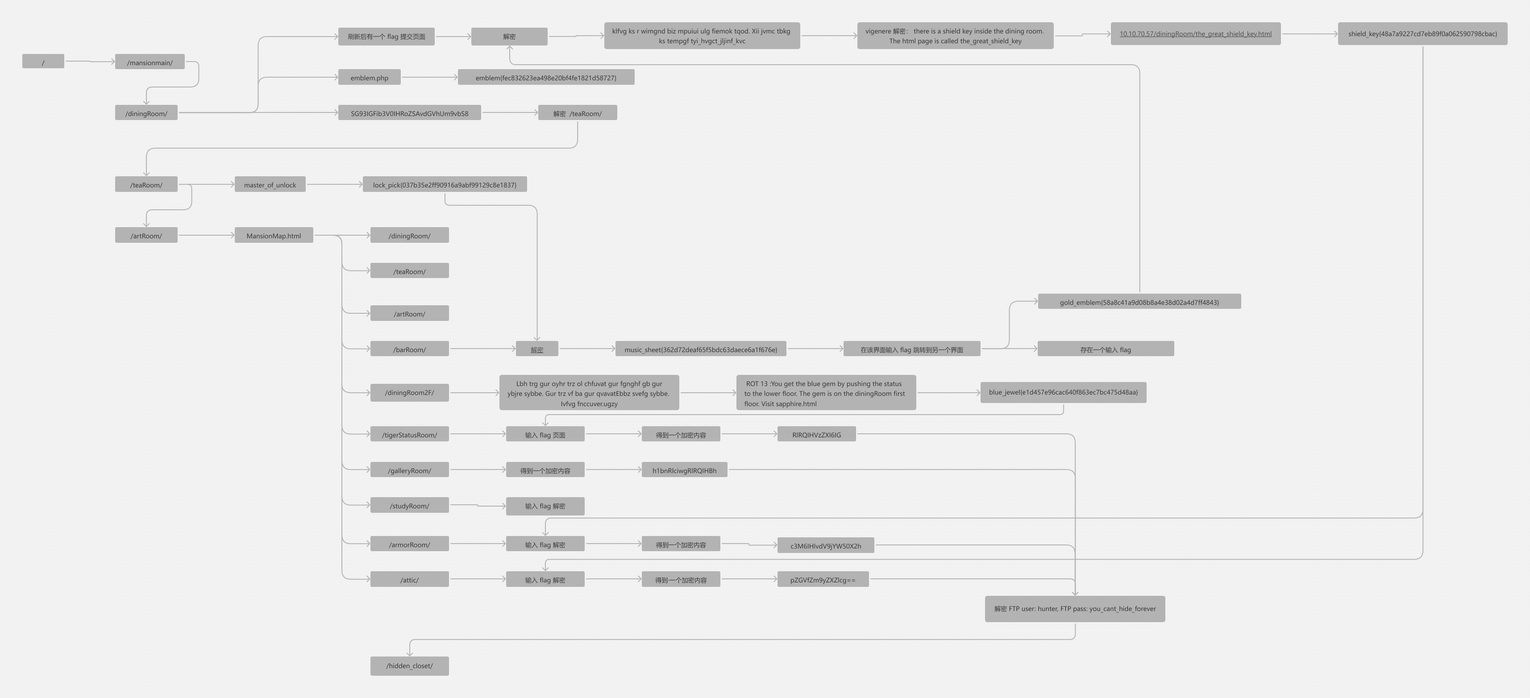 刷新后有一个 flag 提交页面
解密
klfvg ks r wimgnd biz mpuiui ulg fiemok tqod. Xii jvmc tbkg
ks tempgf tyi_hvgct_jljinf_kvc
vigenere 解密： there is a shield key inside the dining room.
The html page is called the_great_shield_key
10.10.70.57/diningRoom/the_great_shield_key.html
shield_key(48a7a9227cd7eb89f0a062590798cbac)
/
/mansionmain/
emblem.php
emblem(fec832623ea498e20bf4fe1821d58727)
/diningRoom/
SG93IGFib3V0IHRoZSAvdGVhUm9vbS8
解密 /teaRoom/
/teaRoom/
master_of_unlock
lock_pick(037b35e2ff90916a9abf99129c8e1837)
/artRoom/
MansionMap.html
/diningRoom/
/teaRoom/
/artRoom/
gold_emblem(58a8c41a9d08b8a4e38d02a4d7ff4843)
/barRoom/
解密
music_sheet(362d72deaf65f5bdc63daece6a1f676e)
在该界面输入 flag 跳转到另一个界面
存在一个输入 flag
/diningRoom2F/
Lbh trg gur oyhr trz ol chfuvat gur fgnghf gb gur
ybjre sybbe. Gur trz vf ba gur qvavatEbbz svefg sybbe.
Ivfvg fnccuver.ugzy
ROT 13 :You get the blue gem by pushing the status
to the lower floor. The gem is on the diningRoom first
floor. Visit sapphire.html
blue_jewel(e1d457e96cac640f863ec7bc475d48aa)
/tigerStatusRoom/
输入 flag 页面
得到一个加密内容
RlRQIHVzZXI6IG
/galleryRoom/
得到一个加密内容
h1bnRlciwgRlRQIHBh
/studyRoom/
输入 flag 解密
/armorRoom/
输入 flag 解密
得到一个加密内容
c3M6IHlvdV9jYW50X2h
/attic/
输入 flag 解密
得到一个加密内容
pZGVfZm9yZXZlcg==
解密 FTP user: hunter, FTP pass: you_cant_hide_forever
/hidden_closet/